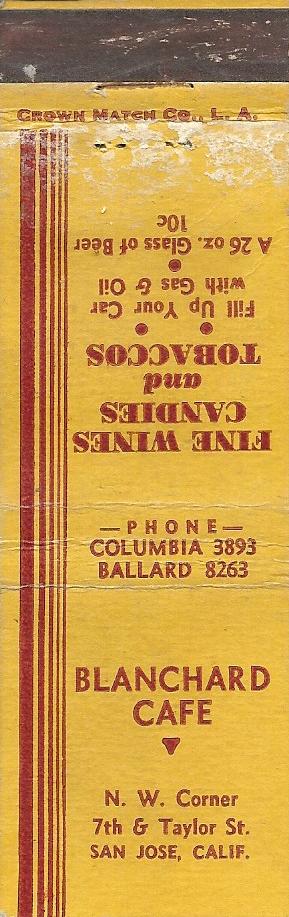 CROWN MATCH CO., L. A.
FINE WINES
CANDIES
and
TOBACCOS
Fill Up Your Car
with Gas & Oil
A 26 oz. Glass of Beer
10c
—PHONE—
COLUMBIA 3893
BALLARD 8263
BLANCHARD
CAFE
N. W. Corner
7th & Taylor St.
SAN JOSE, CALIF.